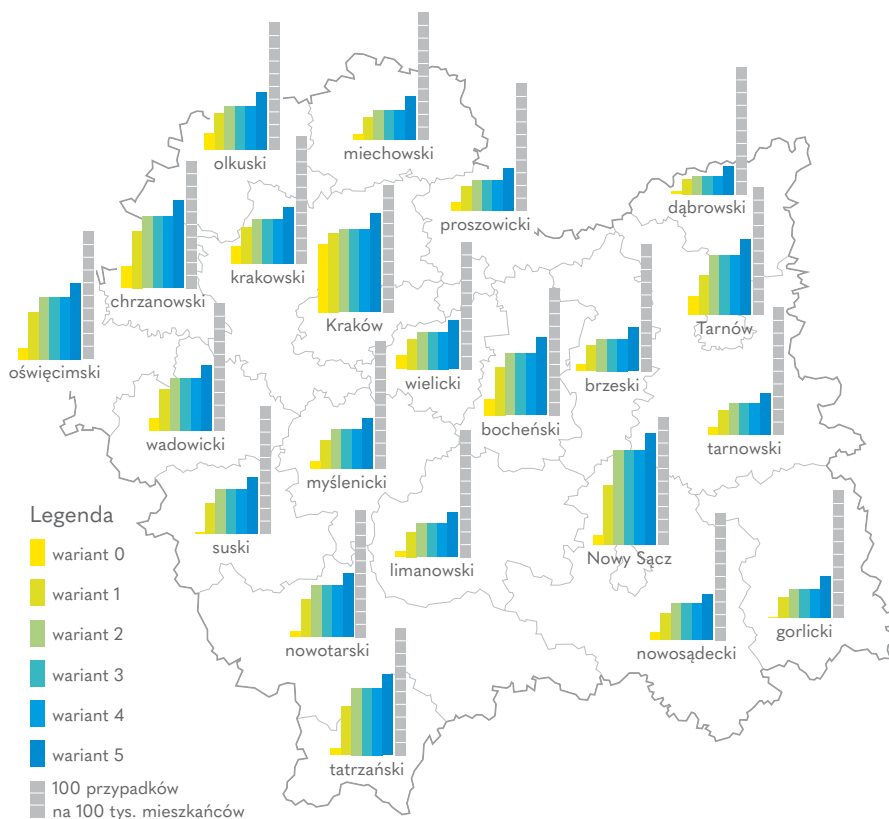 olkuski
miechowski
proszowicki
dąbrowski
chrzanowski
krakowski
Kraków
Tarnów
oświęcimski
wielicki
brzeski
wadowicki
bocheński
tarnowski
myślenicki
suski
limanowski
Nowy Sącz
nowotarski
nowosądecki
gorlicki
tatrzański
Legenda
wariant 0
wariant 1
wariant 2
wariant 3
wariant 4
wariant 5
100 przypadków
na 100 tys. mieszkańców